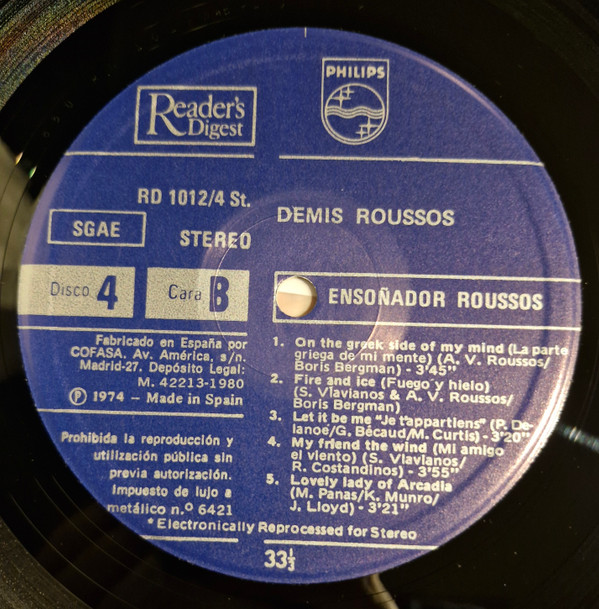 Reader's
Digest
PHILIPS
RD 1012/4 St.
SGAE
STEREO
Disco 4
Cara B
Fabricado en España por
COFASA. Av. América, s/n.
Madrid-27. Depósito Legal:
M. 42213-1980
Ⓟ 1974 – Made in Spain
Prohibida la reproducción y
utilización pública sin
previa autorización.
Impuesto de lujo a
metálico n.º 6421
DEMIS ROUSSOS
ENSOÑADOR ROUSSOS
1. On the greek side of my mind (La parte
griega de mi mente) (A. V. Roussos/
Boris Bergman) - 3'45"
2. Fire and ice (Fuego y hielo)
(S. Vlavianos & A. V. Roussos/
Boris Bergman)
3. Let it be me "Je t'appartiens" (P. De-
lanoë/G. Bécaud/M. Curtis) - 3'20"
4. My friend the wind (Mi amigo
el viento) (S. Vlavianos/
R. Costandinos) - 3'55"
5. Lovely lady of Arcadia
(M. Panas/K. Munro/
J. Lloyd) - 3'21"
* Electronically Reprocessed for Stereo
33⅓